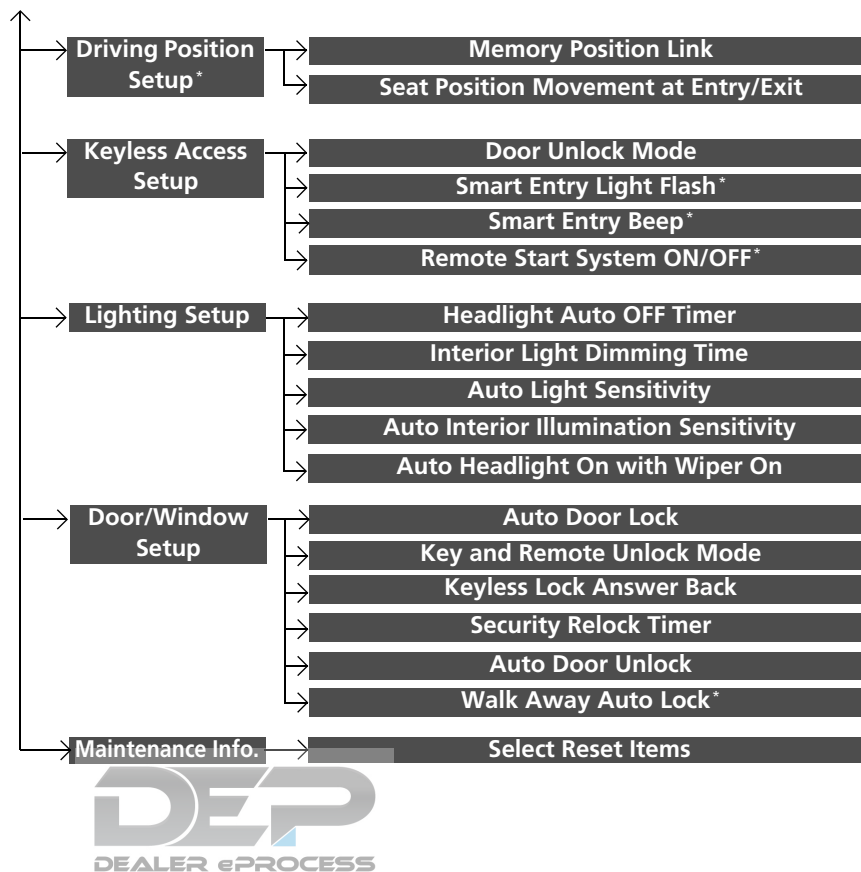 Driving Position
Setup*
Memory Position Link
Seat Position Movement at Entry/Exit
Keyless Access
Setup
Door Unlock Mode
Smart Entry Light Flash*
Smart Entry Beep*
Remote Start System ON/OFF*
Lighting Setup
Headlight Auto OFF Timer
Interior Light Dimming Time
Auto Light Sensitivity
Auto Interior Illumination Sensitivity
Auto Headlight On with Wiper On
Door/Window
Setup
Auto Door Lock
Key and Remote Unlock Mode
Keyless Lock Answer Back
Security Relock Timer
Auto Door Unlock
Walk Away Auto Lock*
Maintenance Info.
Select Reset Items
DEP
DEALER ePROCESS